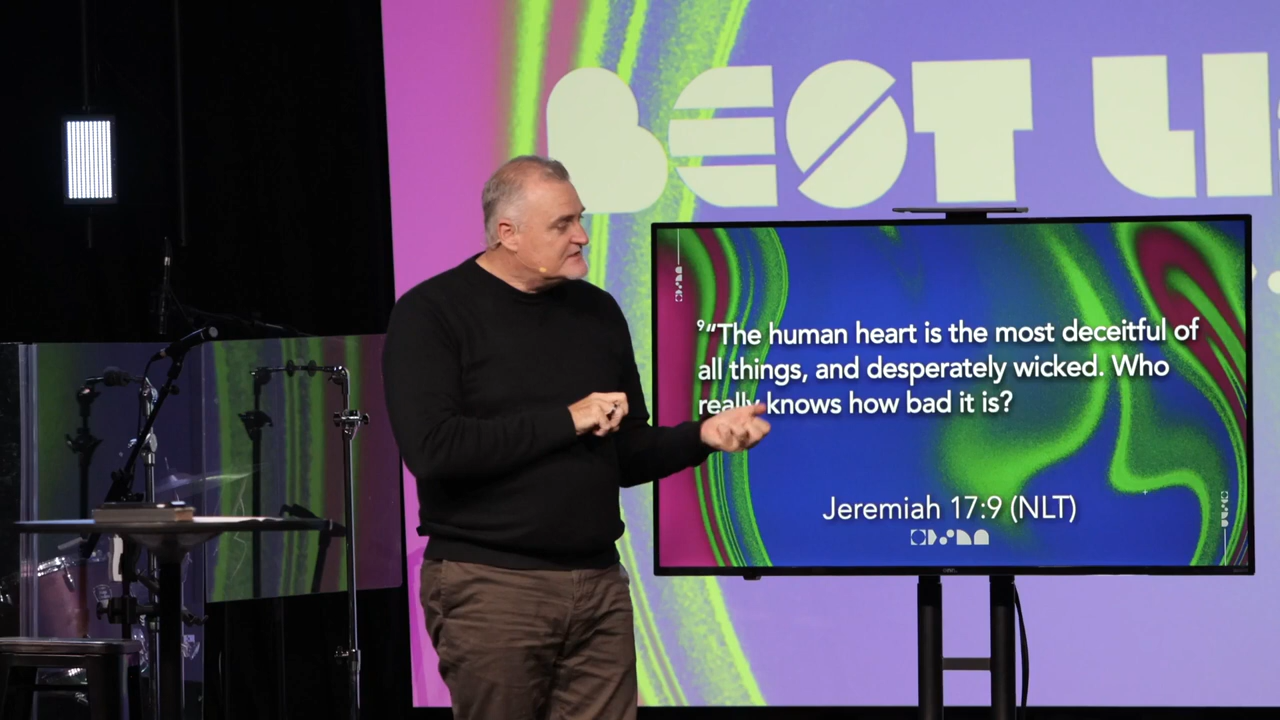 BEST LI
⁹“The human heart is the most deceitful of
all things, and desperately wicked. Who
really knows how bad it is?
Jeremiah 17:9 (NLT)